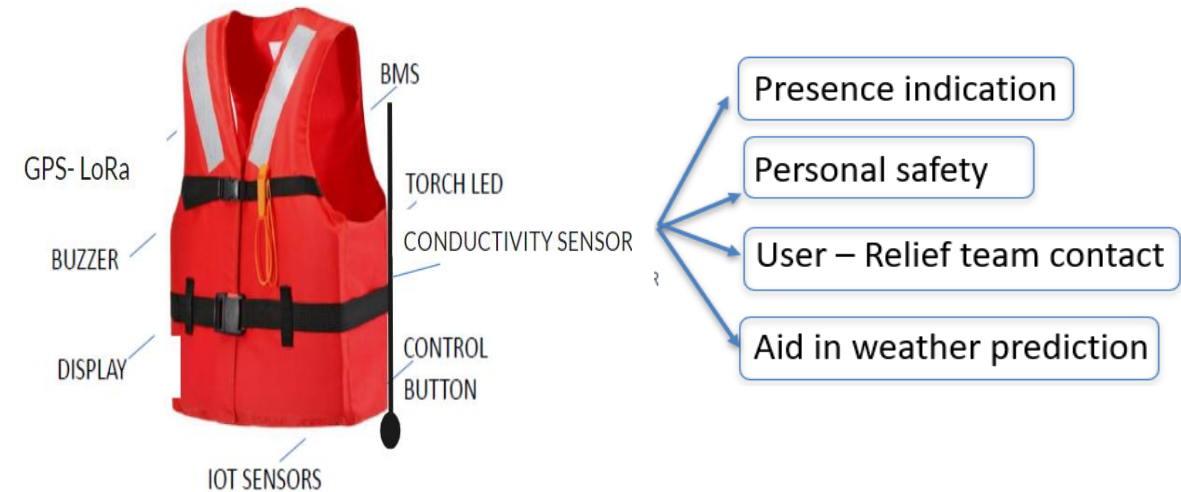 BMS
GPS- LoRa
TORCH LED
CONDUCTIVITY SENSOR
BUZZER
DISPLAY
CONTROL
BUTTON
IOT SENSORS
Presence indication
Personal safety
User – Relief team contact
R
Aid in weather prediction